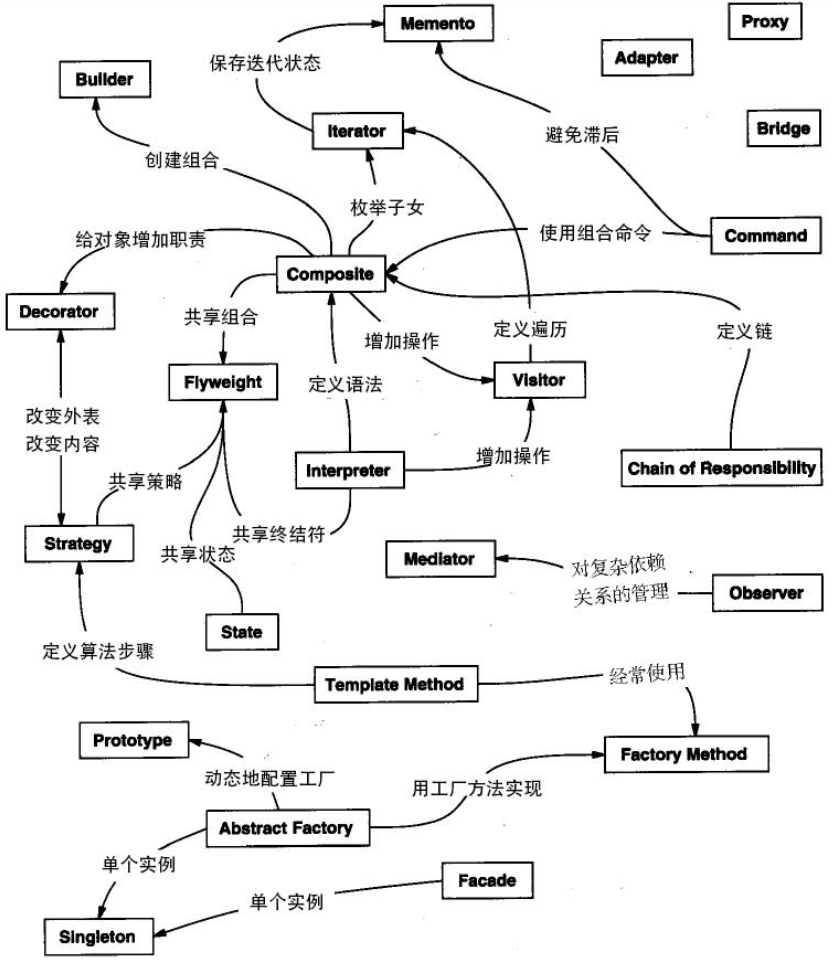 Memento
Proxy
Adapter
保存迭代状态
Builder
Iterator
避免滞后
Bridge
创建组合
枚举子女
给对象增加职责
使用组合命令
Command
Composite
Decorator
共享组合
增加操作
定义遍历
定义链
Flyweight
定义语法
Visitor
改变外表
改变内容
增加操作
Interpreter
Chain of Responsibility
共享策略
共享终结符
Strategy
共享状态
Mediator
对复杂依赖
关系的管理
Observer
State
定义算法步骤
Template Method
经常使用
Prototype
Factory Method
动态地配置工厂
用工厂方法实现
Abstract Factory
单个实例
Facade
单个实例
Singleton